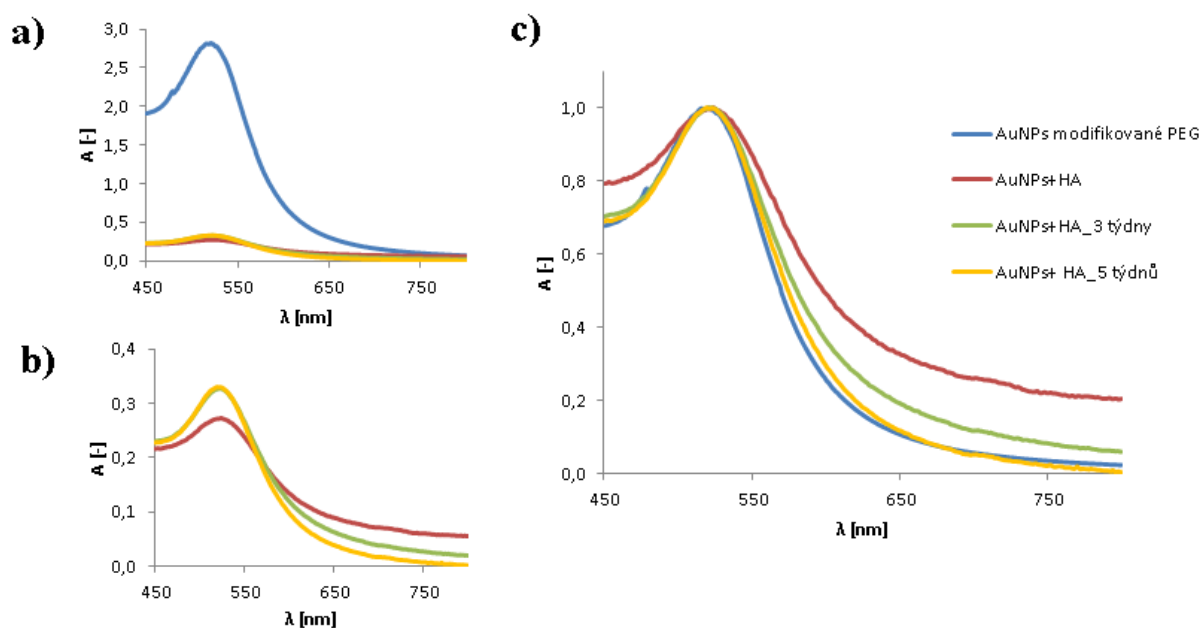 a)
3,0
2,5
2,0
1,5
1,0
0,5
0,0
A [-]
450 550 650 750
λ [nm]
b)
0,4
0,3
0,2
0,1
0,0
A [-]
450 550 650 750
λ [nm]
c)
1,0
0,8
0,6
0,4
0,2
0,0
A [-]
450 550 650 750
λ [nm]
AuNPs modifikované PEG
AuNPs+HA
AuNPs+HA_3 týdny
AuNPs+ HA_5 týdnů